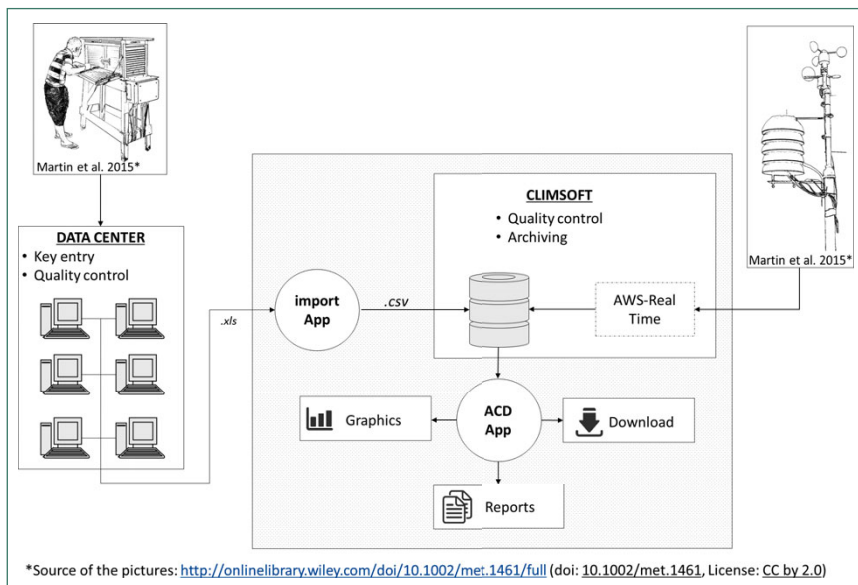 Martin et al. 2015*
DATA CENTER
• Key entry
• Quality control
.xls
import
App
.csv
CLIMSOFT
• Quality control
• Archiving
AWS-Real
Time
Martin et al. 2015*
ACD
App
Graphics
Download
Reports
*Source of the pictures: http://onlinelibrary.wiley.com/doi/10.1002/met.1461/full (doi: 10.1002/met.1461, License: CC by 2.0)